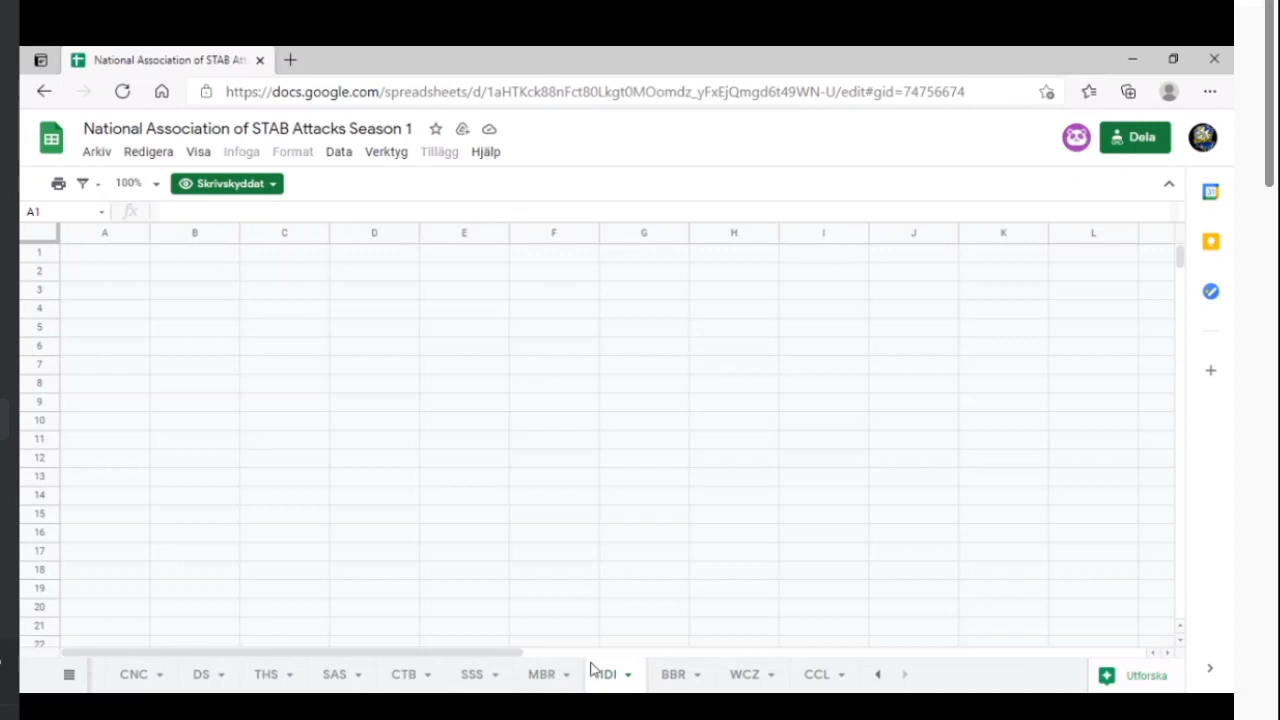 National Association of STAB Att
https://docs.google.com/spreadsheets/d/1aHTKck88nFct80Lkgt0MOomdz_yFxEjQmgd6t49WN-U/edit#gid=74756674
National Association of STAB Attacks Season 1
Arkiv Redigera Visa Infoga Format Data Verktyg Tillägg Hjälp
Dela
100% Skrivskyddat
A1 fx
A B C D E F G H I J K L
1
2
3
4
5
6
7
8
9
10
11
12
13
14
15
16
17
18
19
20
21
22
CNC DS THS SAS CTB SSS MBR BBR WCZ CCL Utforska
31